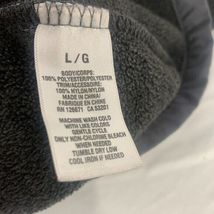 L/G
BODY/CORPS:
100% POLYESTER/POLYESTER
TRIM/ACCESSOIRE:
100% NYLON/NYLON
MADE IN CHINA/
FABRIQUE EN CHINE
RN 126671 CA 53201
MACHINE WASH COLD
WITH LIKE COLORS
GENTLE CYCLE
ONLY NON-CHLORINE BLEACH
WHEN NEEDED
TUMBLE DRY LOW
COOL IRON IF NEEDED